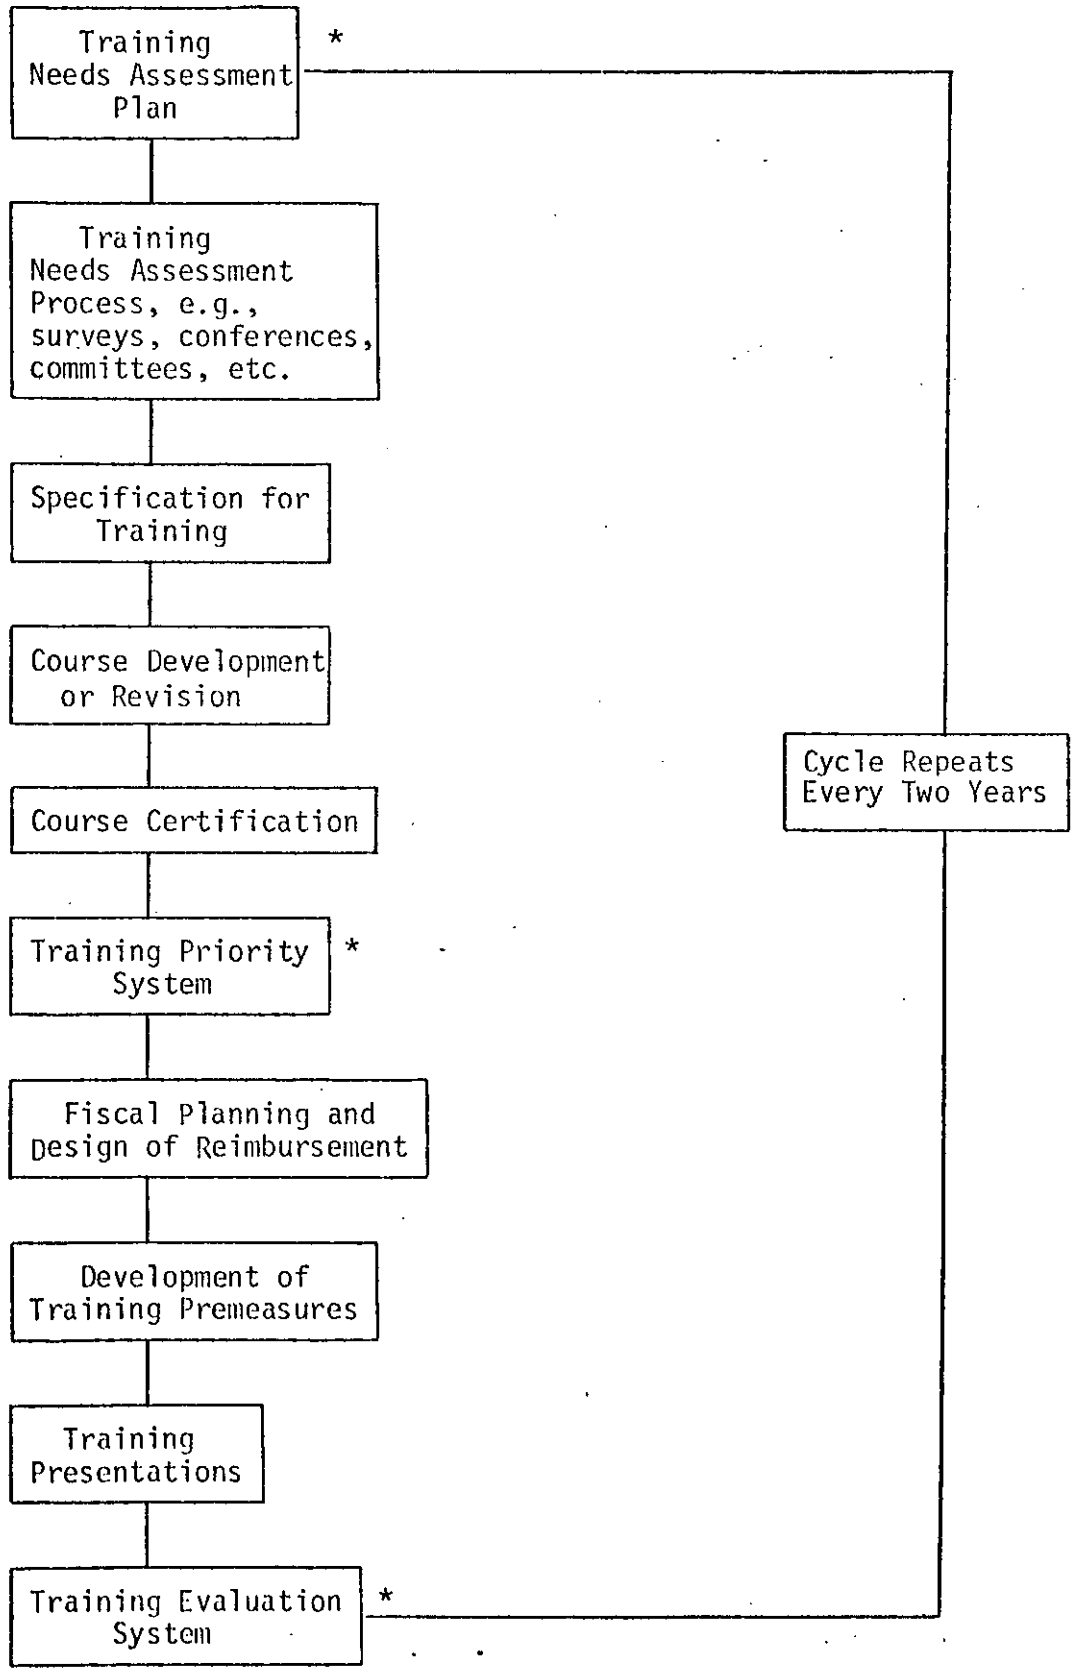 Training *
Needs Assessment
Plan
Training
Needs Assessment
Process, e.g.,
surveys, conferences,
committees, etc.
Specification for
Training
Course Development
or Revision
Cycle Repeats
Every Two Years
Course Certification
Training Priority *
System
Fiscal Planning and
Design of Reimbursement
Development of
Training Premeasures
Training
Presentations
Training Evaluation *
System